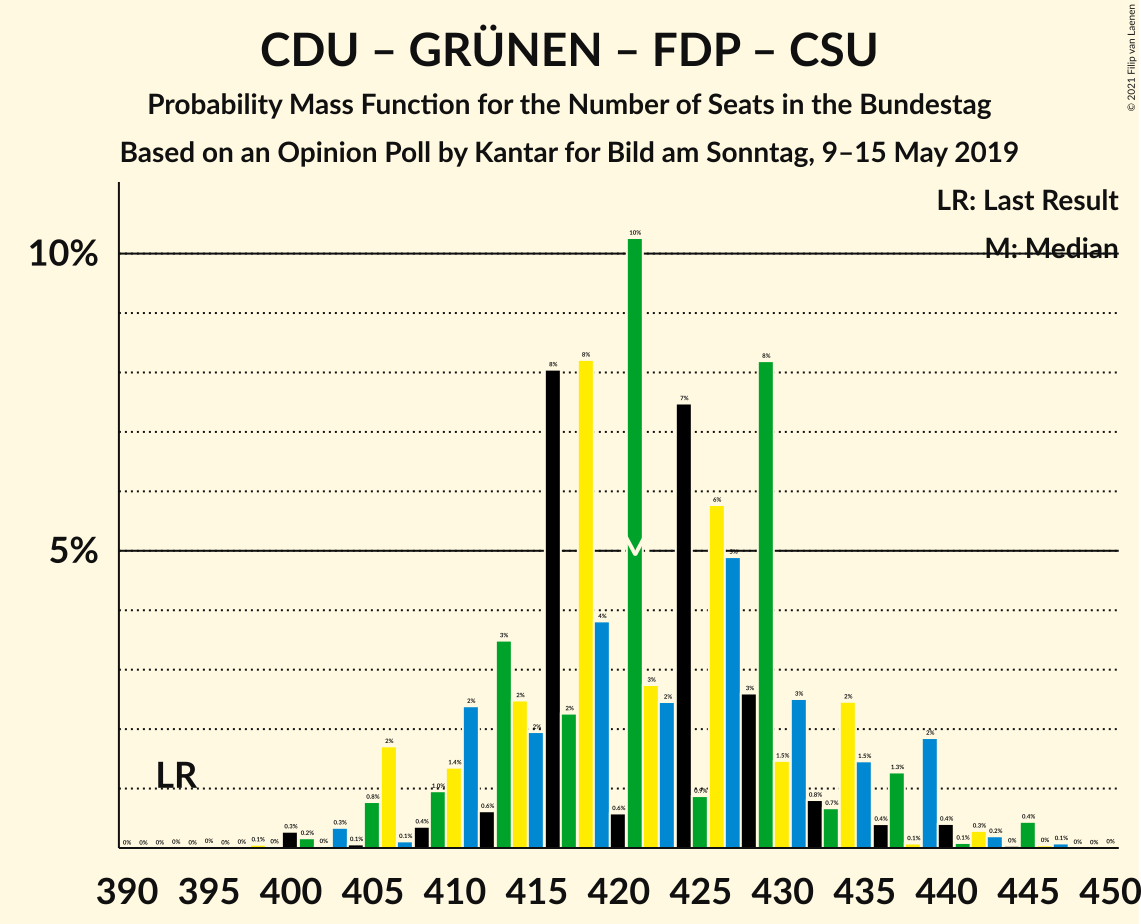 CDU – GRÜNEN – FDP – CSU
Probability Mass Function for the Number of Seats in the Bundestag
Based on an Opinion Poll by Kantar for Bild am Sonntag, 9–15 May 2019
© 2021 Filip van Laenen
LR: Last Result
M: Median
10%
5%
LR
M
0% 0% 0% 0% 0% 0% 0% 0% 0.1% 0% 0.3% 0.2% 0% 0.3% 0.1% 0.8% 2% 0.1% 0.4% 1.0% 1.4% 2% 0.6% 3% 2% 2% 8% 2% 8% 4% 0.6% 10% 3% 2% 7% 0.9% 6% 5% 3% 8% 1.5% 3% 0.8% 0.7% 2% 1.5% 0.4% 1.3% 0.1% 2% 0.4% 0.1% 0.3% 0.2% 0% 0.4% 0% 0.1% 0% 0% 0%
390 395 400 405 410 415 420 425 430 435 440 445 450